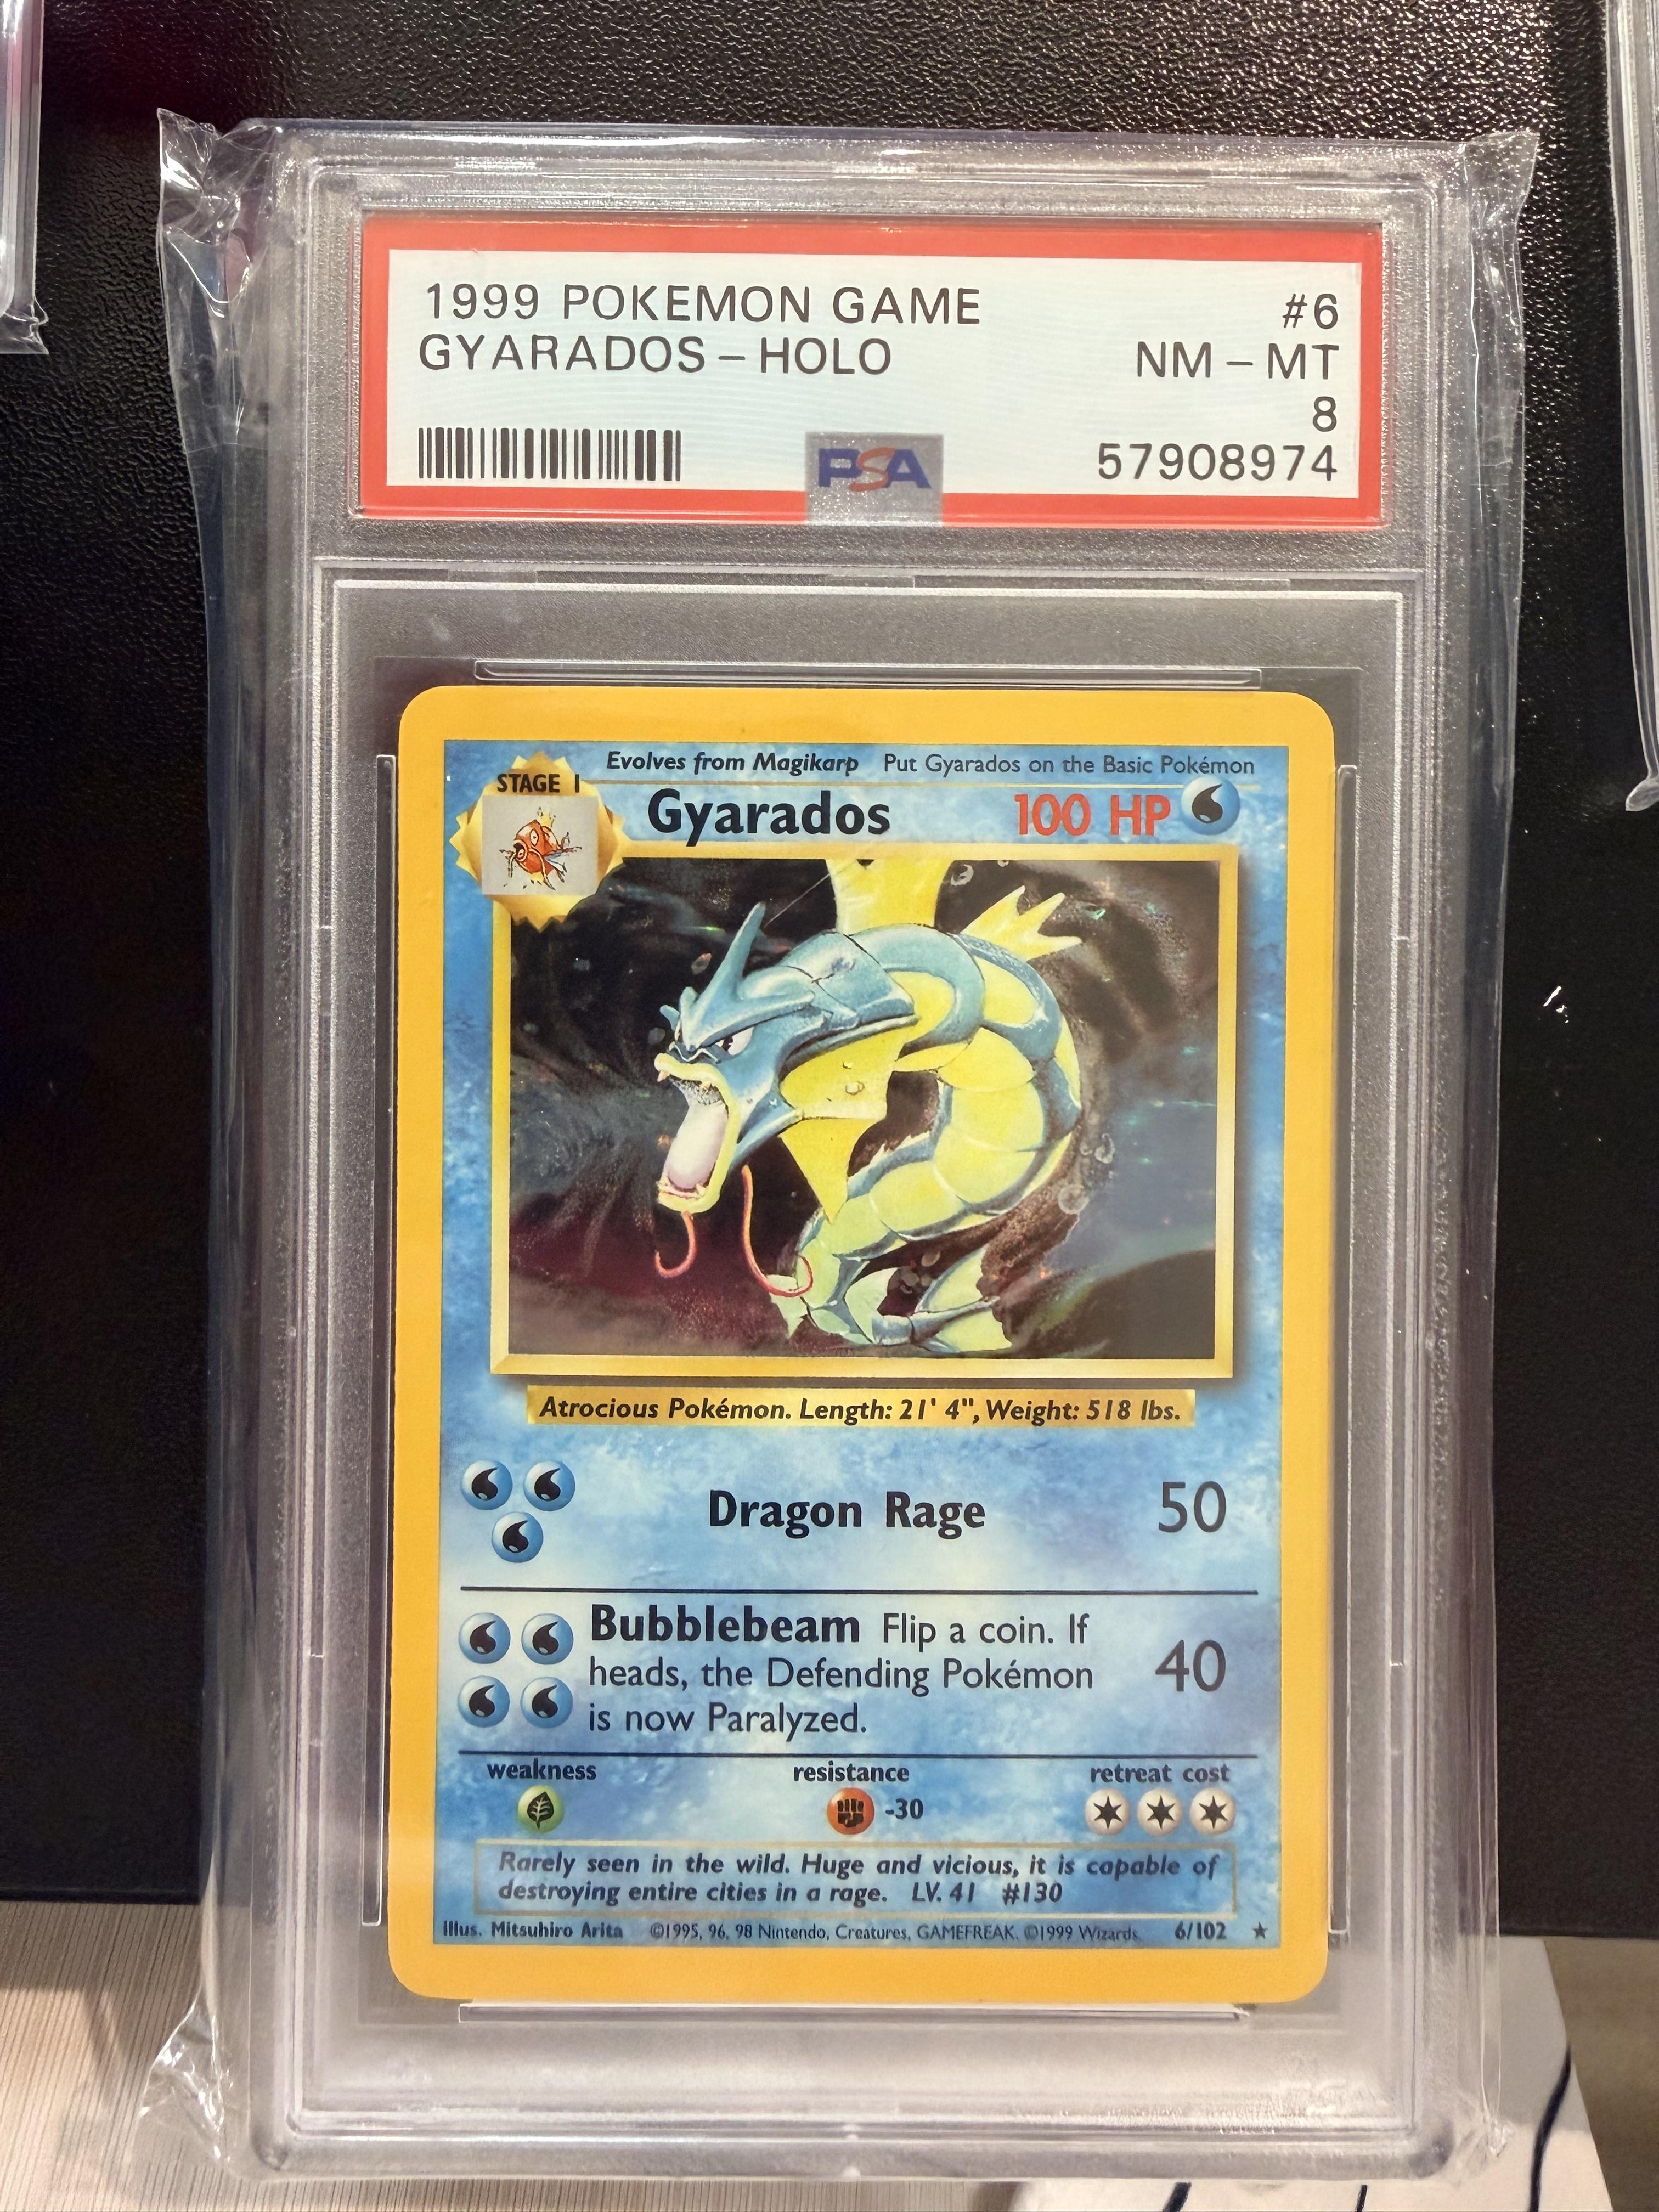 1999 POKEMON GAME #6
GYARADOS – HOLO NM – MT
8
PSA 57908974
Evolves from Magikarp Put Gyarados on the Basic Pokémon
STAGE 1
Gyarados 100 HP
Atrocious Pokémon. Length: 21' 4", Weight: 518 lbs.
Dragon Rage 50
Bubblebeam Flip a coin. If
heads, the Defending Pokémon 40
is now Paralyzed.
weakness resistance retreat cost
-30
Rarely seen in the wild. Huge and vicious, it is capable of
destroying entire cities in a rage. LV. 41 #130
Illus. Mitsuhiro Arita ©1995, 96, 98 Nintendo, Creatures, GAMEFREAK. ©1999 Wizards. 6/102 ★